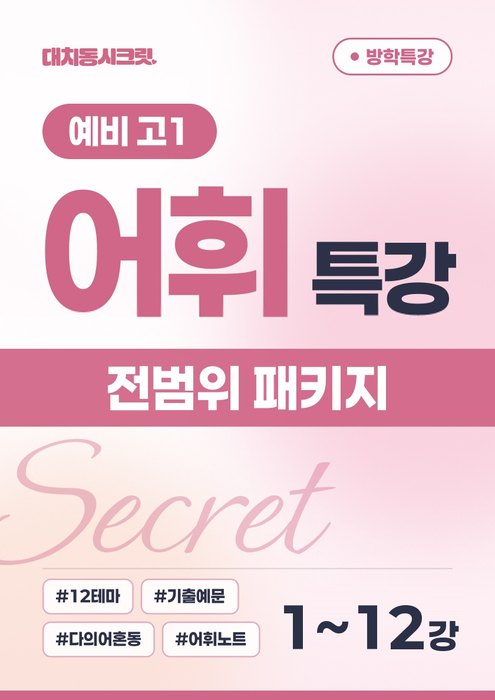 대치동시크릿.
• 방학특강
예비 고1
어휘 특강
전범위 패키지
Secret
#12테마 #기출예문
#다의어혼동 #어휘노트
1~12강